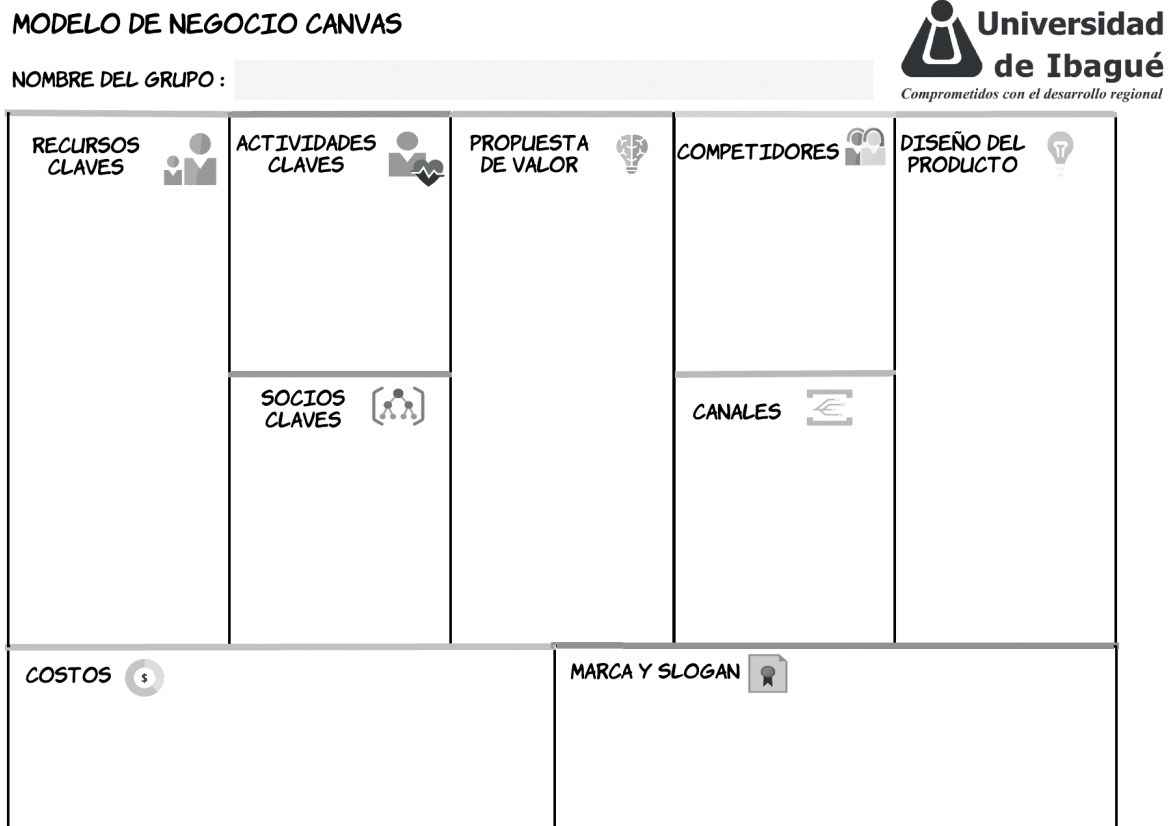 MODELO DE NEGOCIO CANVAS
Universidad
de Ibagué
Comprometidos con el desarrollo regional
NOMBRE DEL GRUPO :
RECURSOS
CLAVES
ACTIVIDADES
CLAVES
PROPUESTA
DE VALOR
COMPETIDORES
DISEÑO DEL
PRODUCTO
SOCIOS
CLAVES
CANALES
COSTOS
$
MARCA Y SLOGAN